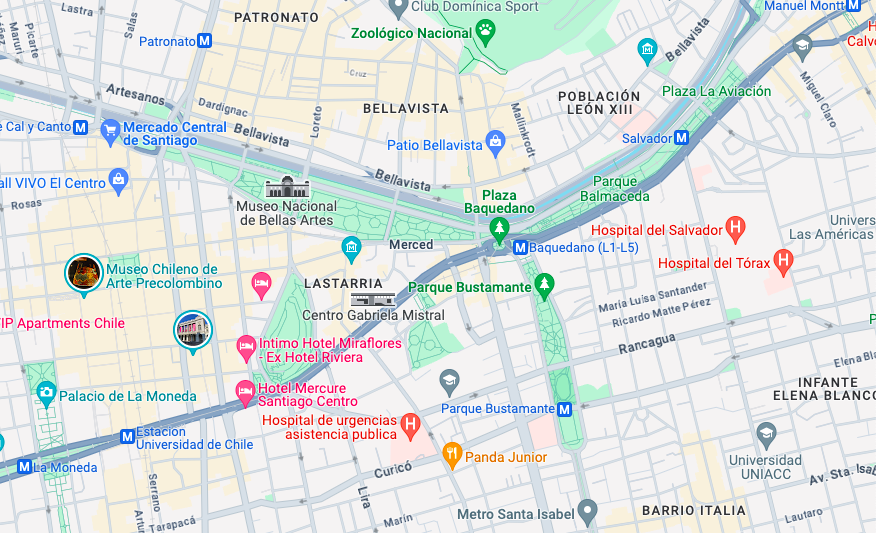 Lastra
Salas
PATRONATO
Club Domínica Sport
Manuel Montt
Picarte
Maruri
Patronato
Zoológico Nacional
Bellavista
Cruz
Miguel Claro
Artesanos
Dardignac
Loreto
BELLAVISTA
Mallinkrodt
POBLACIÓN
LEÓN XIII
Plaza La Aviación
Cal y Canto
Mercado Central
de Santiago
Bellavista
Patio Bellavista
Salvador
all VIVO El Centro
Bellavista
Parque
Balmaceda
Rosas
Museo Nacional
de Bellas Artes
Plaza
Baquedano
Hospital del Salvador
Univers
Las Américas
Merced
Baquedano (L1-L5)
Hospital del Tórax
Museo Chileno de
Arte Precolombino
LASTARRIA
Parque Bustamante
María Luisa Santander
Ricardo Matte Pérez
Centro Gabriela Mistral
IP Apartments Chile
Intimo Hotel Miraflores
- Ex Hotel Riviera
Rancagua
Elena Blanco
Palacio de La Moneda
Hotel Mercure
Santiago Centro
Parque Bustamante
INFANTE
ELENA BLANCO
Hospital de urgencias
asistencia publica
Estacion
Universidad de Chile
Panda Junior
La Moneda
Curicó
Universidad
UNIACC
Av. Sta. Isab
Serrano
Lira
Metro Santa Isabel
BARRIO ITALIA
Lautaro
Artur
Tarapacá
Marín